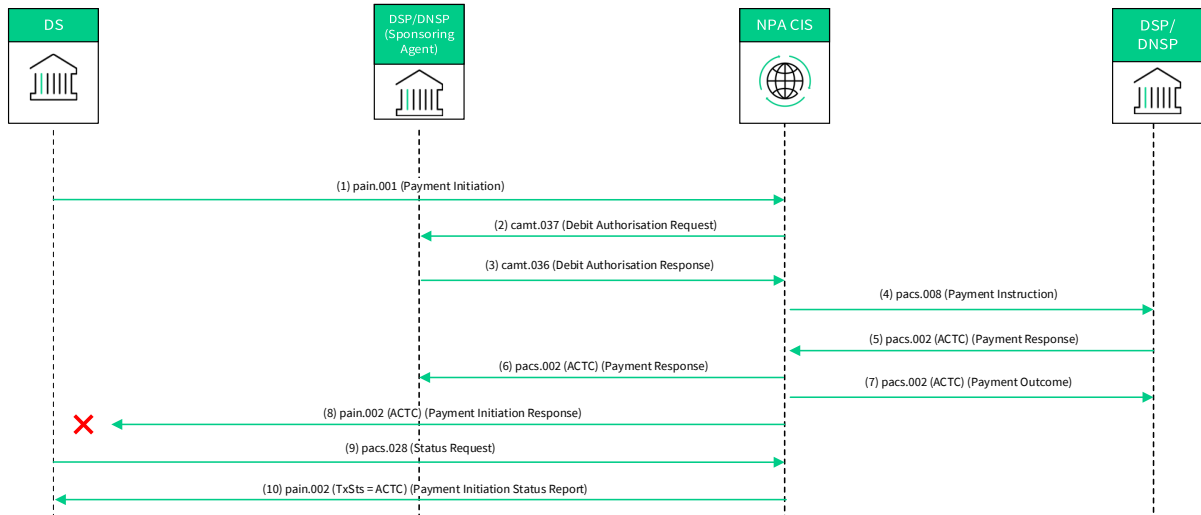 DS
DSP/DNSP
(Sponsoring
Agent)
NPA CIS
DSP/
DNSP
(1) pain.001 (Payment Initiation)
(2) camt.037 (Debit Authorisation Request)
(3) camt.036 (Debit Authorisation Response)
(4) pacs.008 (Payment Instruction)
(5) pacs.002 (ACTC) (Payment Response)
(6) pacs.002 (ACTC) (Payment Response)
(7) pacs.002 (ACTC) (Payment Outcome)
(8) pain.002 (ACTC) (Payment Initiation Response)
(9) pacs.028 (Status Request)
(10) pain.002 (TxSts = ACTC) (Payment Initiation Status Report)